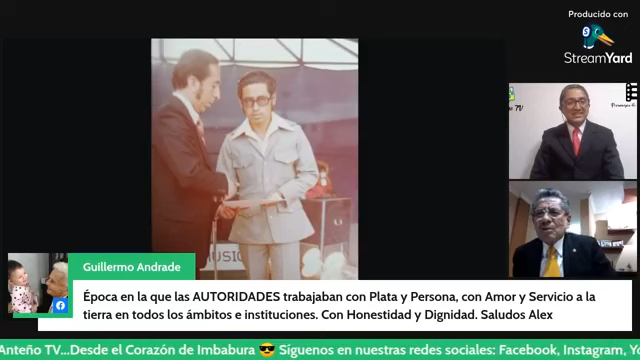 Producido con
StreamYard
Guillermo Andrade
Época en la que las AUTORIDADES trabajaban con Plata y Persona, con Amor y Servicio a la
tierra en todos los ámbitos e instituciones. Con Honestidad y Dignidad. Saludos Alex
Anteño TV...Desde el Corazón de Imbabura 😎 Síguenos en nuestras redes sociales: Facebook, Instagram, Yo
MUSIC